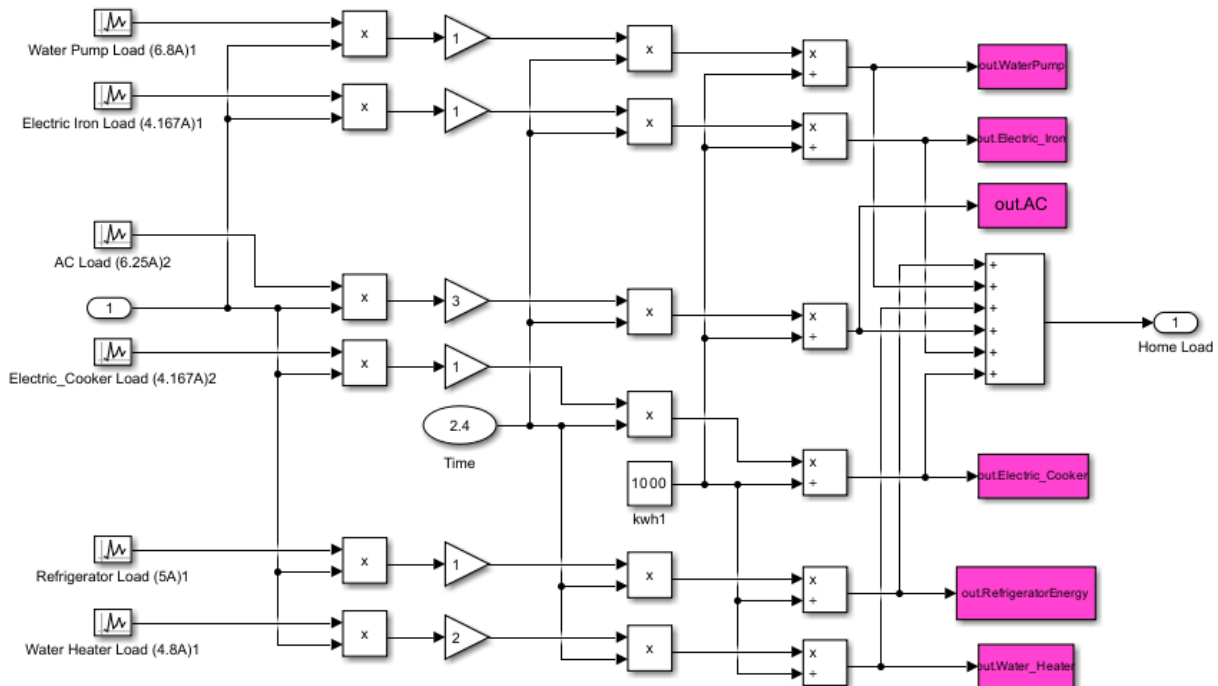 Water Pump Load (6.8A)1
x
1
x
x
÷
out.WaterPump
Electric Iron Load (4.167A)1
x
1
x
x
÷
out.Electric_Iron
out.AC
AC Load (6.25A)2
1
x
3
x
x
÷
+
+
+
+
+
+
1
Home Load
Electric_Cooker Load (4.167A)2
x
1
x
2.4
Time
1000
kwh1
x
÷
out.Electric_Cooker
Refrigerator Load (5A)1
x
1
x
x
÷
out.RefrigeratorEnergy
Water Heater Load (4.8A)1
x
2
x
x
÷
out.Water_Heater